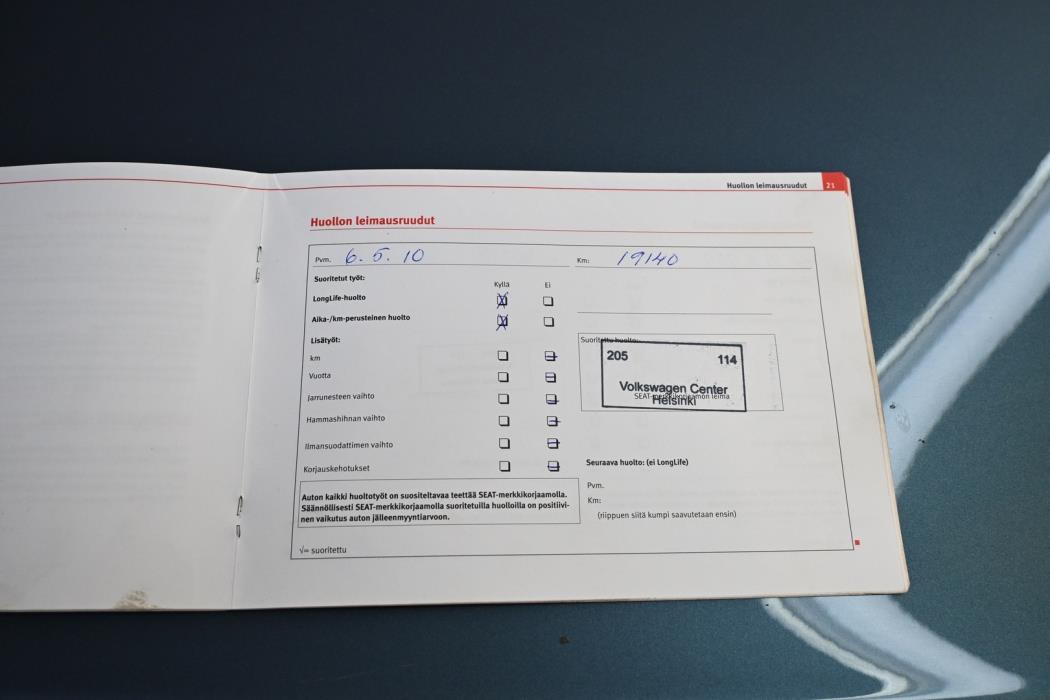 Huollon leimausruudut 21
Huollon leimausruudut
Pvm. 6. 5. 10 Km: 19140
Suoritetut työt:
Kyllä Ei
LongLife-huolto
Aika-/km-perusteinen huolto
Lisätyöt:
Suoritettu huolto:
205 114
km
Vuotta
Volkswagen Center
SEAT-merkkikorjaamon leima
Helsinki
Jarrunesteen vaihto
Hammashihnan vaihto
Ilmansuodattimen vaihto
Korjauskehotukset
Seuraava huolto: (ei LongLife)
Pvm.
Km:
(riippuen siitä kumpi saavutetaan ensin)
Auton kaikki huoltotyöt on suositeltavaa teettää SEAT-merkkikorjaamolla.
Säännöllisesti SEAT-merkkikorjaamolla suoritetuilla huolloilla on positiivi-
nen vaikutus auton jälleenmyyntiarvoon.
√= suoritettu